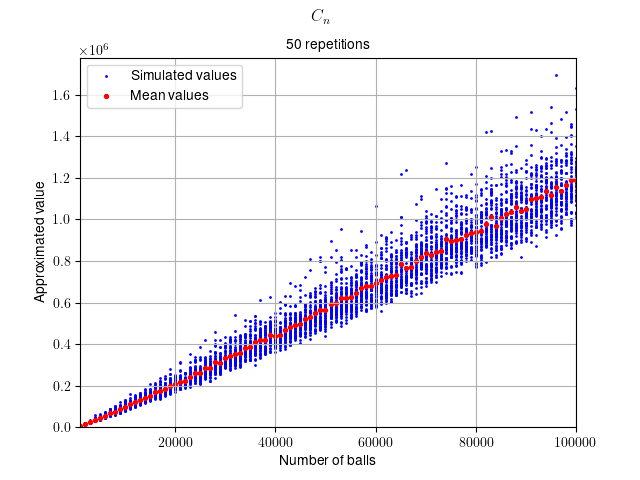 C_n
50 repetitions
×10^6
Simulated values
Mean values
1.6
1.4
1.2
1.0
0.8
0.6
0.4
0.2
0.0
Approximated value
20000 40000 60000 80000 100000
Number of balls